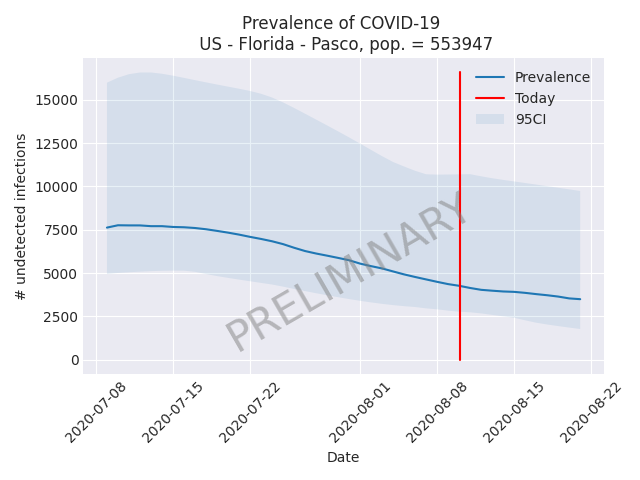 Prevalence of COVID-19
US - Florida - Pasco, pop. = 553947
Prevalence
Today
95CI
15000
12500
10000
7500
5000
2500
0
# undetected infections
PRELIMINARY
2020-07-08
2020-07-15
2020-07-22
2020-08-01
2020-08-08
2020-08-15
2020-08-22
Date